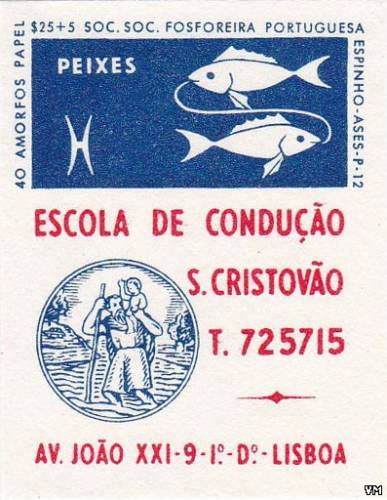 $25+5 SOC. SOC. FOSFOREIRA PORTUGUESA
40 AMORFOS PAPEL
ESPINHO-ASES-P-12
PEIXES
ESCOLA DE CONDUÇÃO
S. CRISTOVÃO
T. 725715
AV. JOÃO XXI-9-1º-Dº-LISBOA
VM